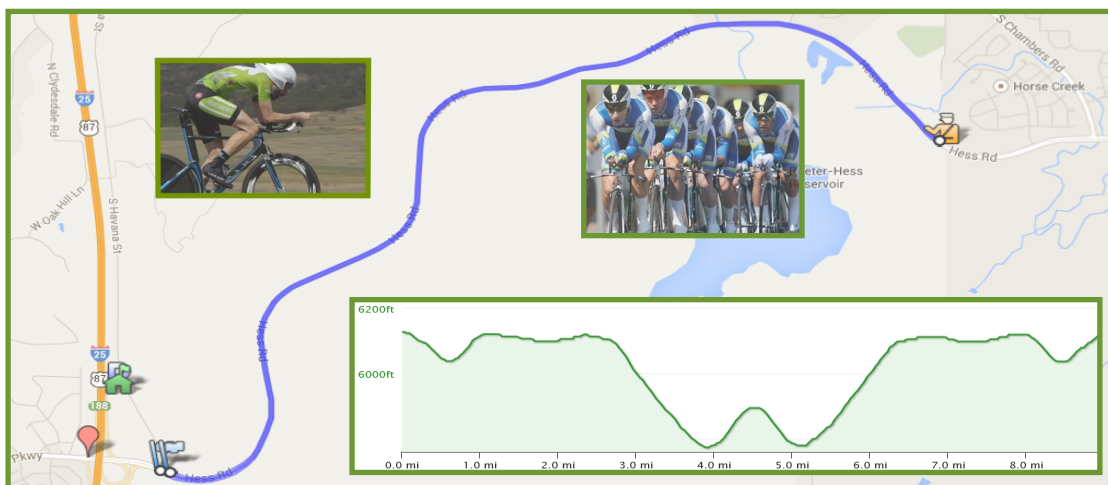 S Chambers Rd
Horse Creek
Hess Rd
Hess Rd
Hess Rd
N Clydesdale Rd
25
87
Hess Rd
W Oak Hill Ln
S Havana St
Reservoir
Hess Rd
Hess Rd
25
87
188
Pkwy
Hess Rd
6200ft
6000ft
0.0 mi
1.0 mi
2.0 mi
3.0 mi
4.0 mi
5.0 mi
6.0 mi
7.0 mi
8.0 mi